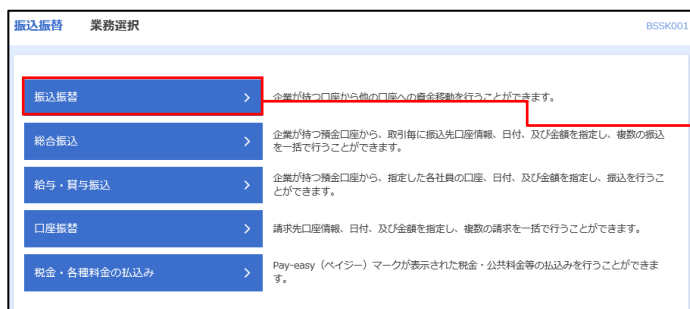 振込振替 業務選択 BSSK001
振込振替
企業が持つ口座から他の口座への資金移動を行うことができます。
総合振込
企業が持つ預金口座から、取引毎に振込先口座情報、日付、及び金額を指定し、複数の振込
を一括で行うことができます。
給与・賞与振込
企業が持つ預金口座から、指定した各社員の口座、日付、及び金額を指定し、振込を行うこ
とができます。
口座振替
請求先口座情報、日付、及び金額を指定し、複数の請求を一括で行うことができます。
税金・各種料金の払込み
Pay-easy（ペイジー）マークが表示された税金・公共料金等の払込みを行うことができま
す。